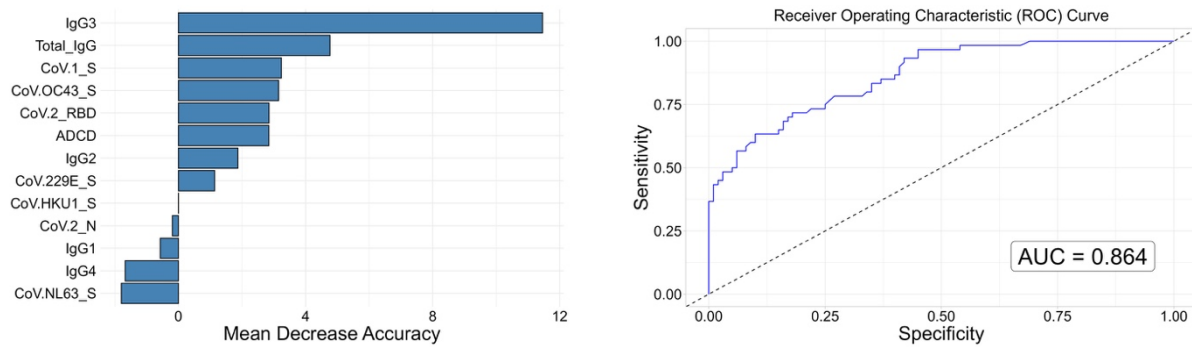 IgG3
Total_IgG
CoV.1_S
CoV.OC43_S
CoV.2_RBD
ADCD
IgG2
CoV.229E_S
CoV.HKU1_S
CoV.2_N
IgG1
IgG4
CoV.NL63_S
0 4 8 12
Mean Decrease Accuracy
Receiver Operating Characteristic (ROC) Curve
Sensitivity
1.00
0.75
0.50
0.25
0.00
AUC = 0.864
0.00 0.25 0.50 0.75 1.00
Specificity